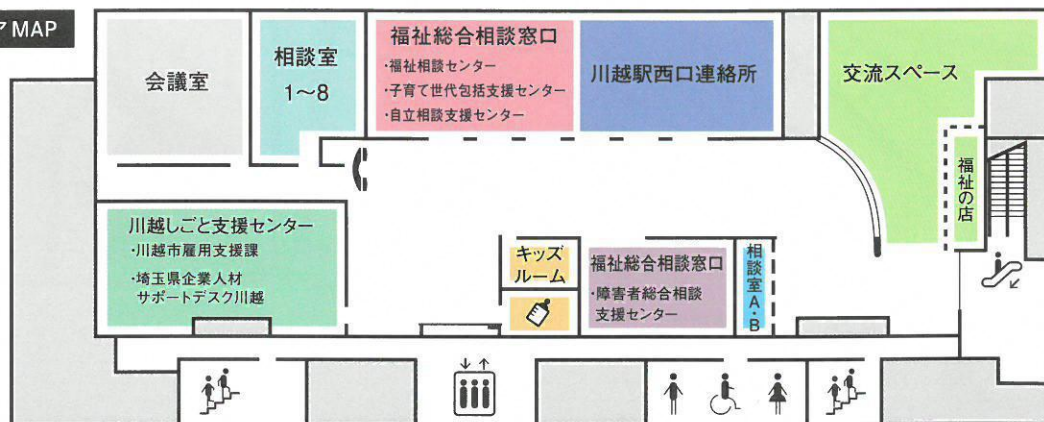 ア MAP
会議室
相談室
1〜8
福祉総合相談窓口
・福祉相談センター
・子育て世代包括支援センター
・自立相談支援センター
川越駅西口連絡所
交流スペース
福祉の店
川越しごと支援センター
・川越市雇用支援課
・埼玉県企業人材
サポートデスク川越
キッズ
ルーム
福祉総合相談窓口
・障害者総合相談
支援センター
相談室A・B